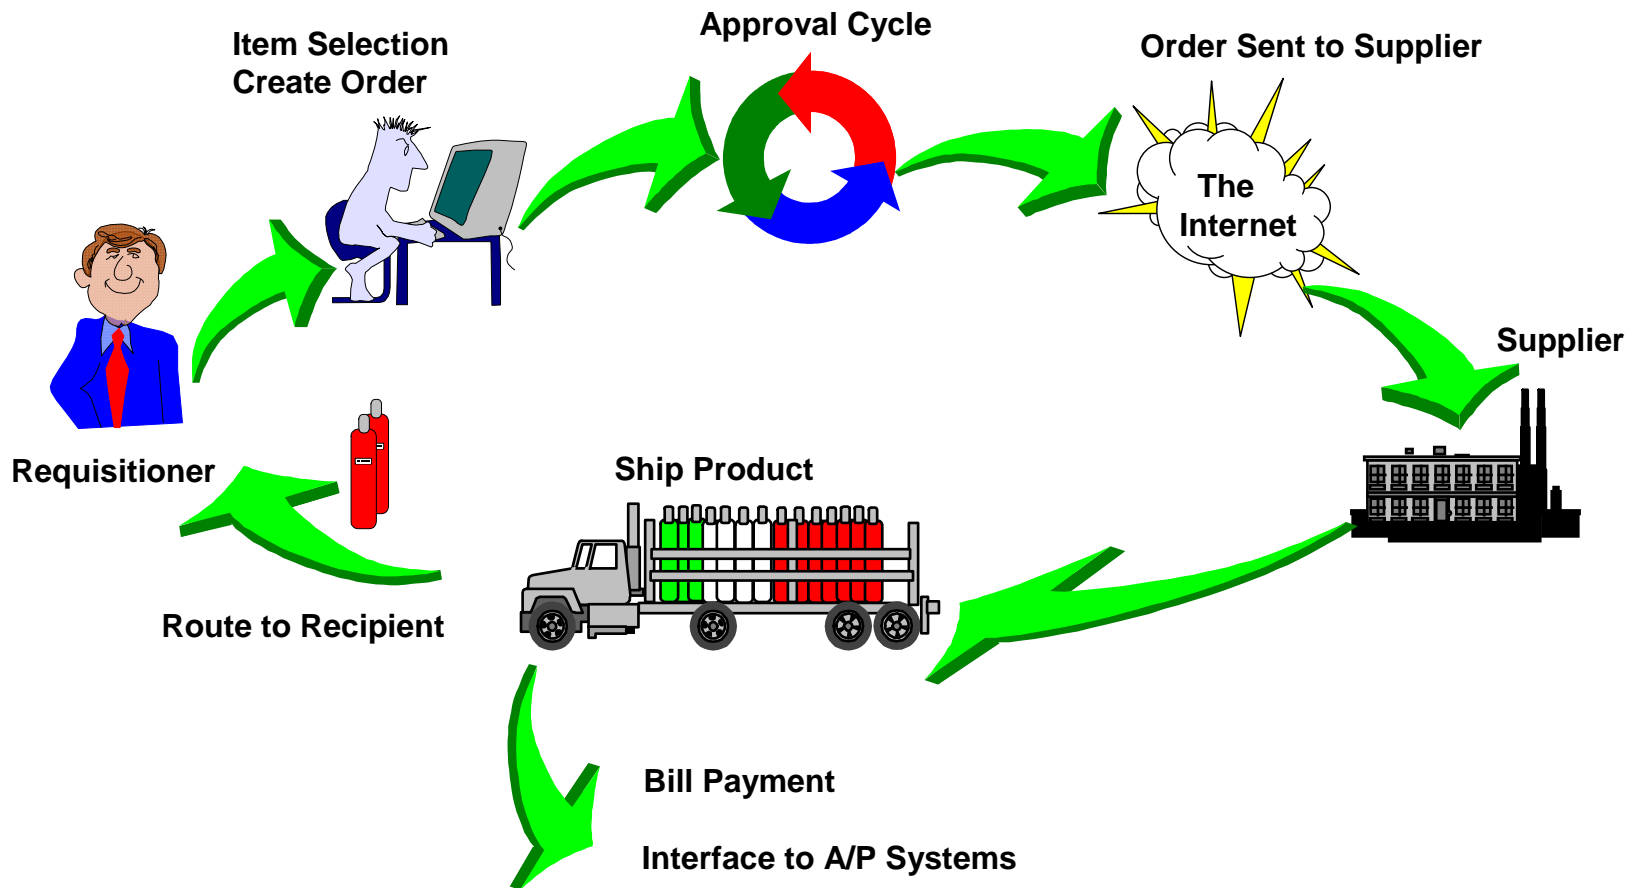 Approval Cycle
Item Selection
Create Order
Order Sent to Supplier
The
Internet
Supplier
Requisitioner
Ship Product
Route to Recipient
Bill Payment
Interface to A/P Systems